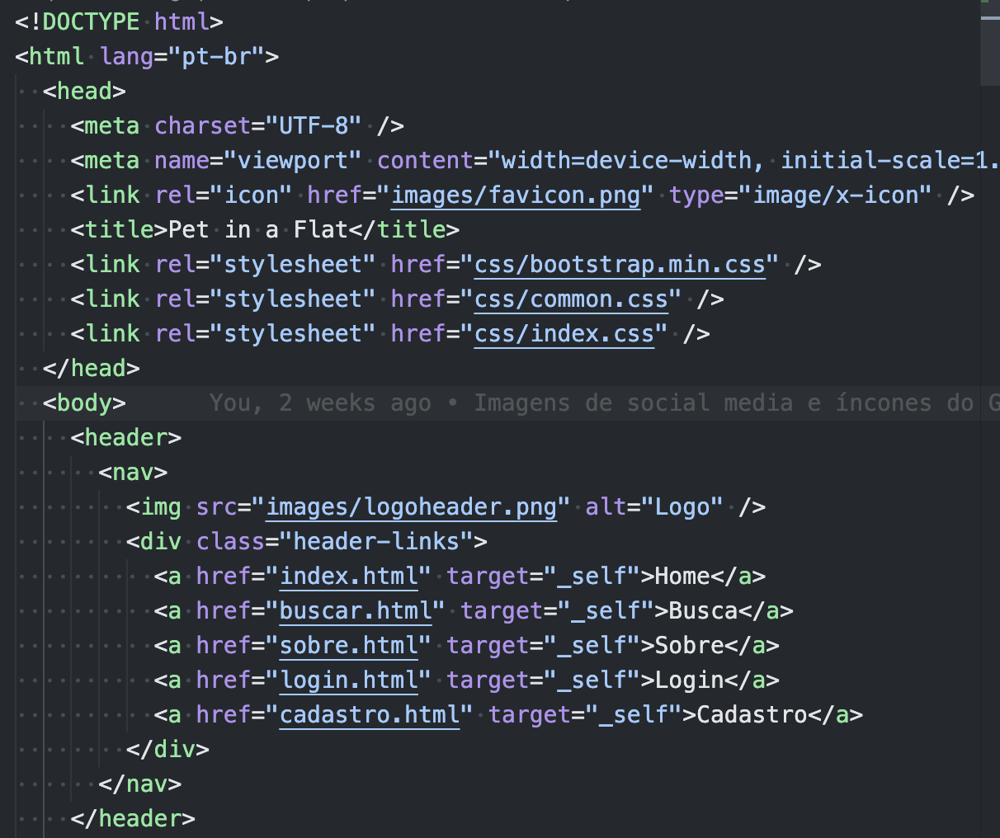 <!DOCTYPE html>
<html lang="pt-br">
<head>
<meta charset="UTF-8" />
<meta name="viewport" content="width=device-width, initial-scale=1.
<link rel="icon" href="images/favicon.png" type="image/x-icon" />
<title>Pet in a Flat</title>
<link rel="stylesheet" href="css/bootstrap.min.css" />
<link rel="stylesheet" href="css/common.css" />
<link rel="stylesheet" href="css/index.css" />
</head>
<body> You, 2 weeks ago • Imagens de social media e íncones do G
<header>
<nav>
<img src="images/logoheader.png" alt="Logo" />
<div class="header-links">
<a href="index.html" target="_self">Home</a>
<a href="buscar.html" target="_self">Busca</a>
<a href="sobre.html" target="_self">Sobre</a>
<a href="login.html" target="_self">Login</a>
<a href="cadastro.html" target="_self">Cadastro</a>
</div>
</nav>
</header>